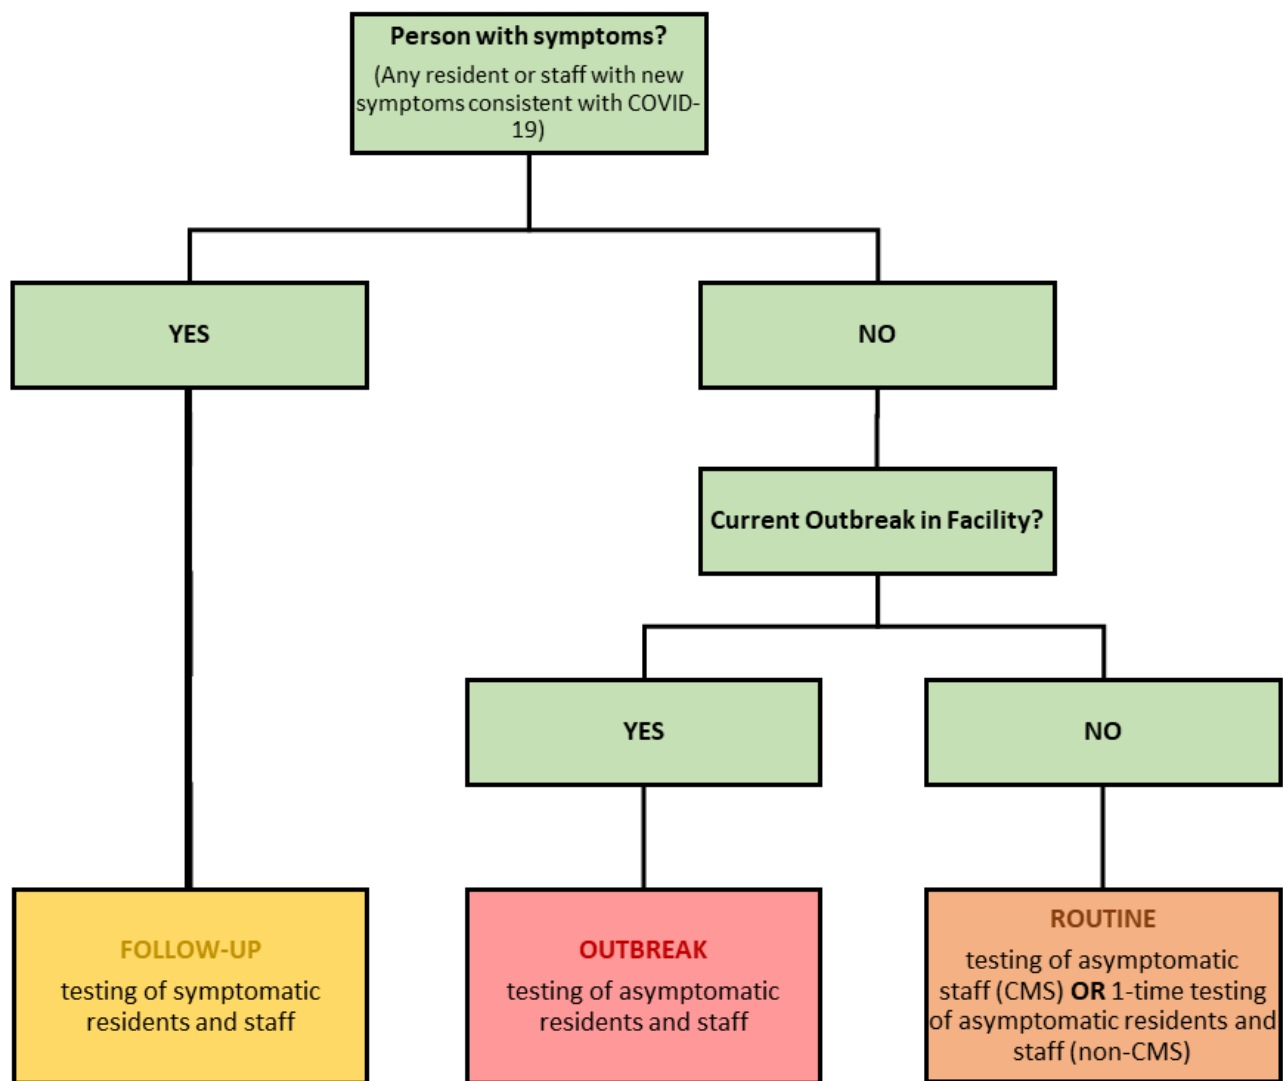 Person with symptoms?
(Any resident or staff with new
symptoms consistent with COVID-
19)
YES
NO
Current Outbreak in Facility?
YES
NO
FOLLOW-UP
testing of symptomatic
residents and staff
OUTBREAK
testing of asymptomatic
residents and staff
ROUTINE
testing of asymptomatic
staff (CMS) OR 1-time testing
of asymptomatic residents and
staff (non-CMS)